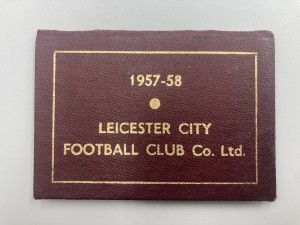 1957-58
LEICESTER CITY
FOOTBALL CLUB Co. Ltd.